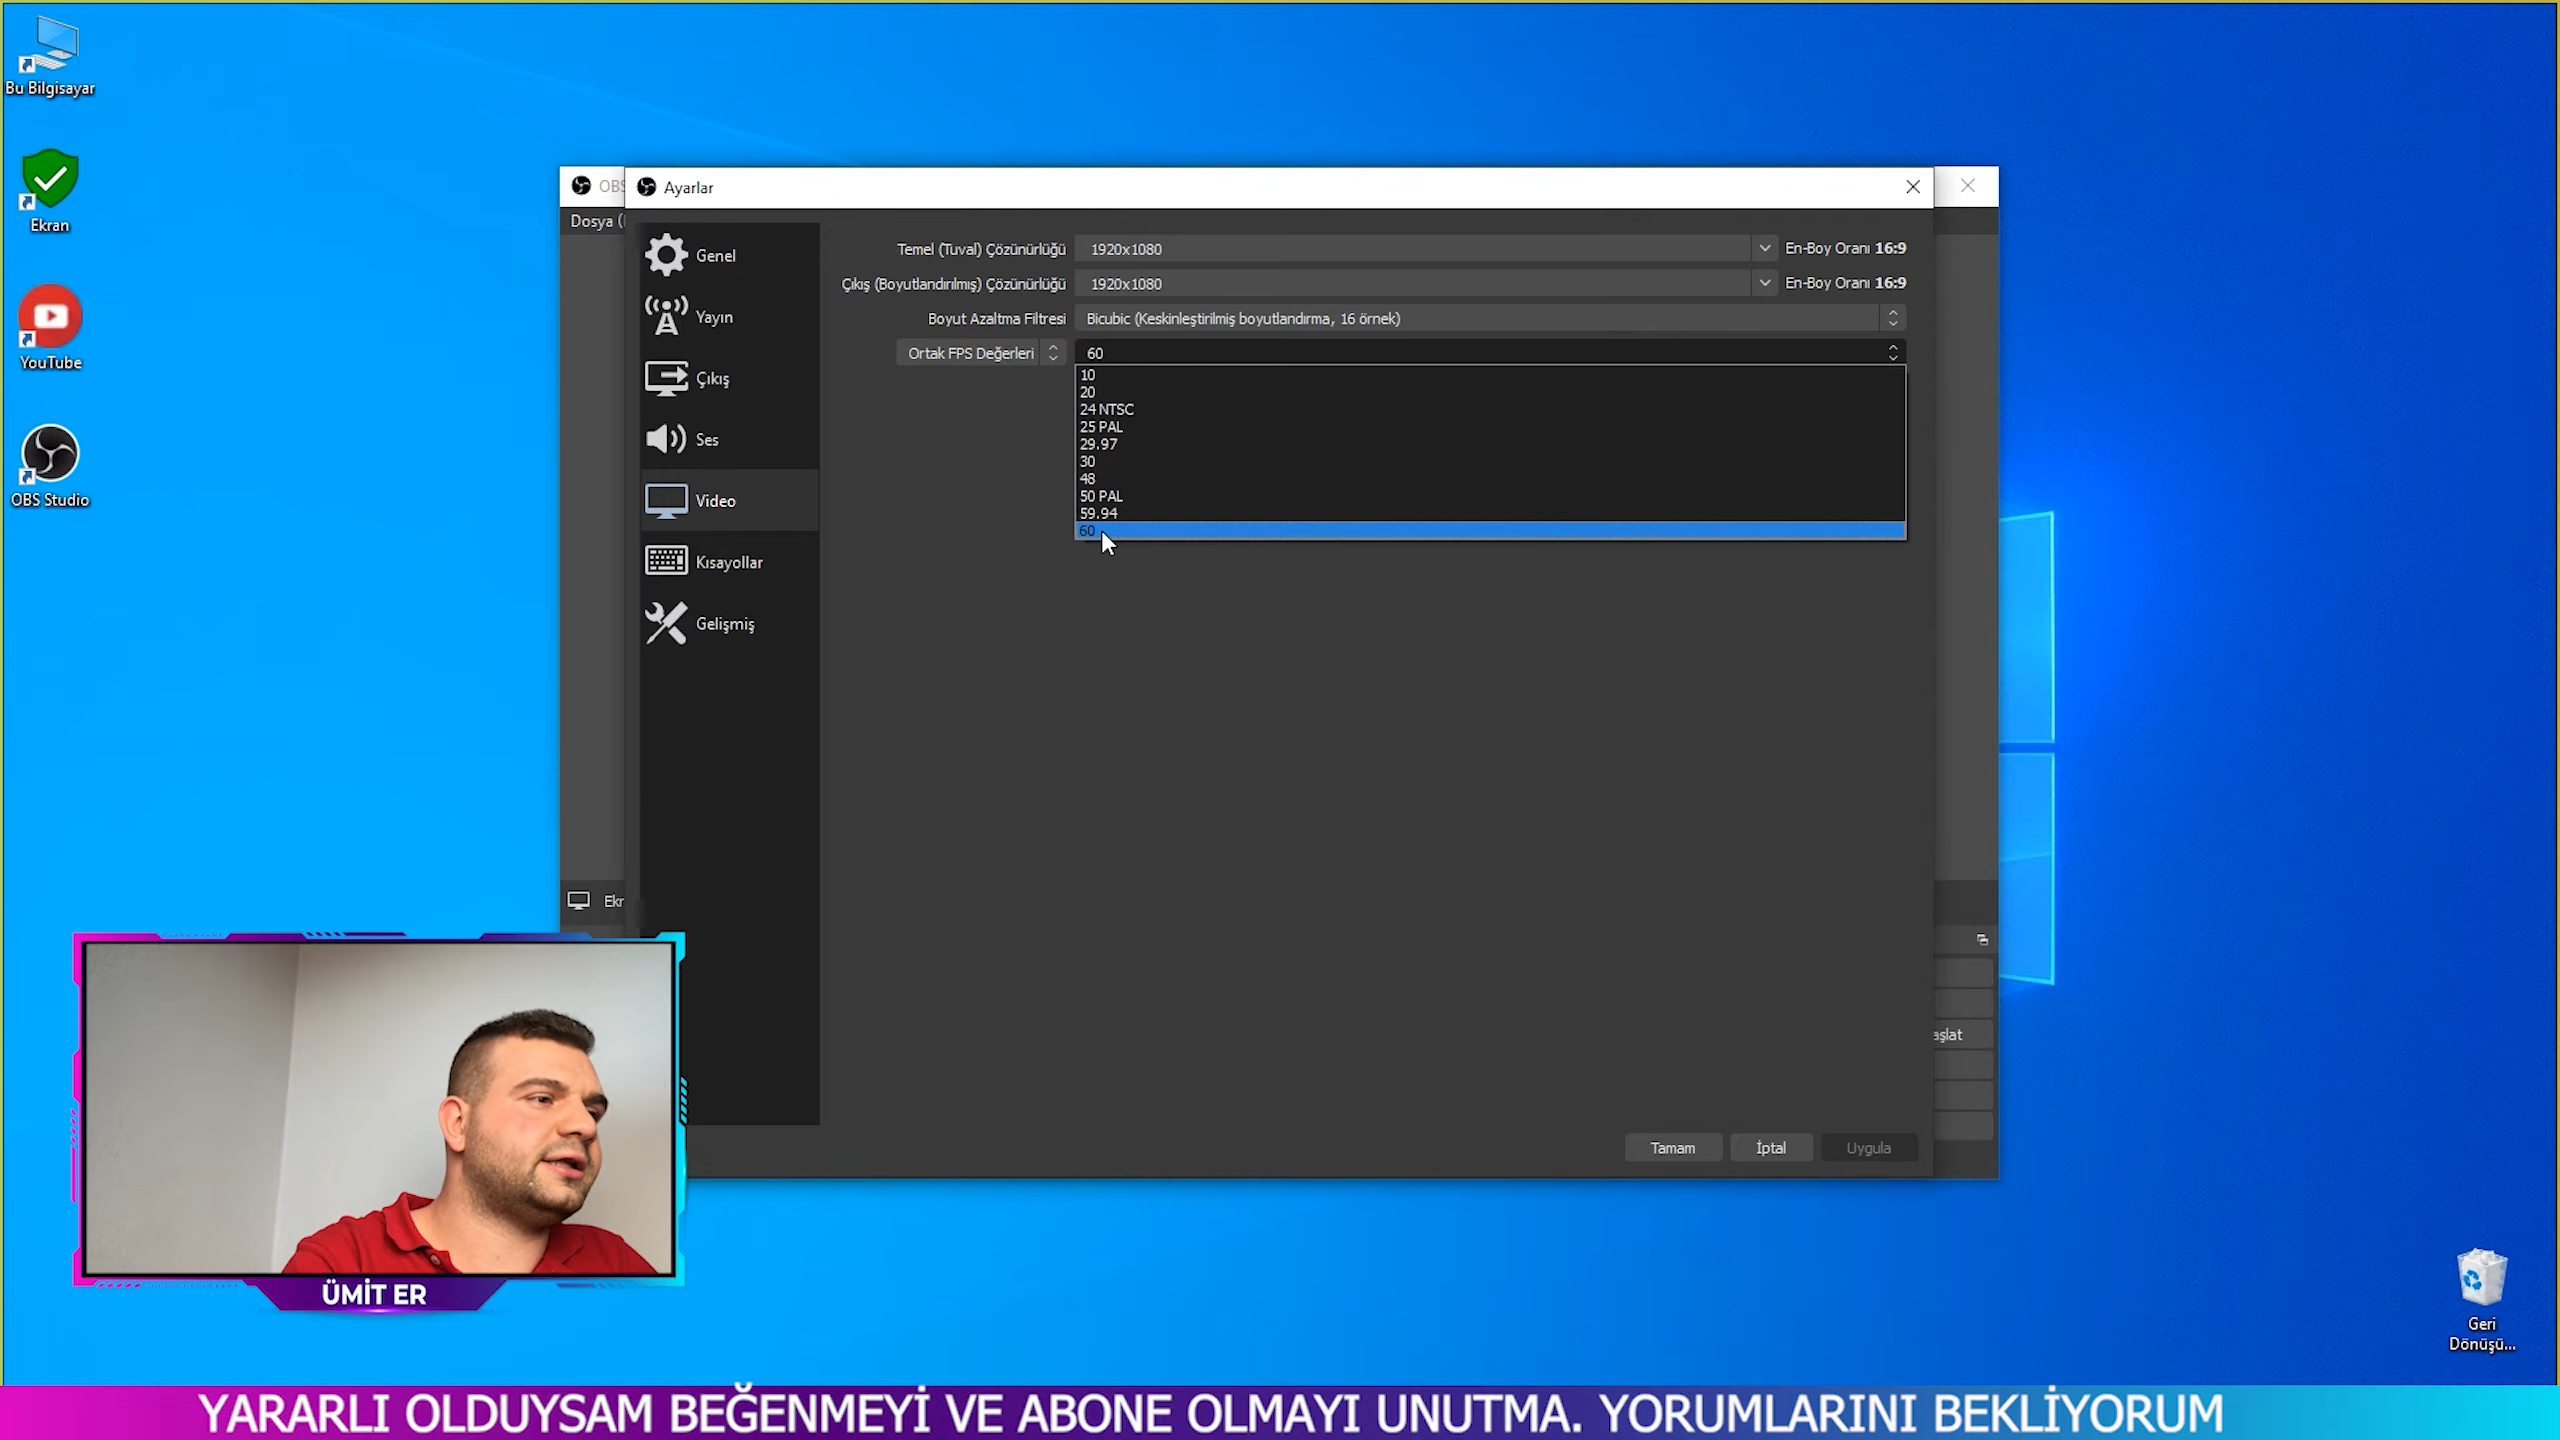 Bu Bilgisayar
Ekran
YouTube
OBS Studio
OBS
Ayarlar
Dosya (
Genel
Yayın
Çıkış
Ses
Video
Kısayollar
Gelişmiş
Temel (Tuval) Çözünürlüğü 1920x1080 En-Boy Oranı 16:9
Çıkış (Boyutlandırılmış) Çözünürlüğü 1920x1080 En-Boy Oranı 16:9
Boyut Azaltma Filtresi Bicubic (Keskinleştirilmiş boyutlandırma, 16 örnek)
Ortak FPS Değerleri 60
10
20
24 NTSC
25 PAL
29.97
30
48
50 PAL
59.94
60
Ekr
aşlat
Tamam İptal Uygula
ÜMİT ER
Geri
Dönüşü...
YARARLI OLDUYSAM BEĞENMEYİ VE ABONE OLMAYI UNUTMA. YORUMLARINI BEKLİYORUM